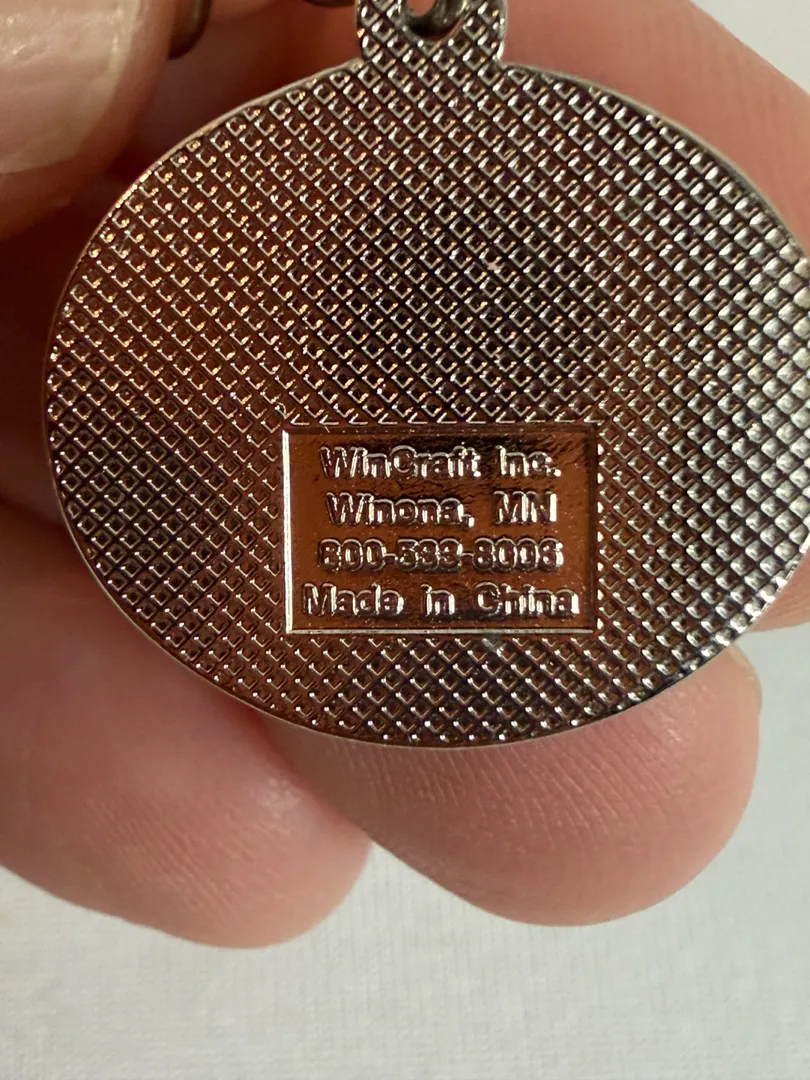 WinCraft Inc.
Winona, MN
800-533-8006
Made in China